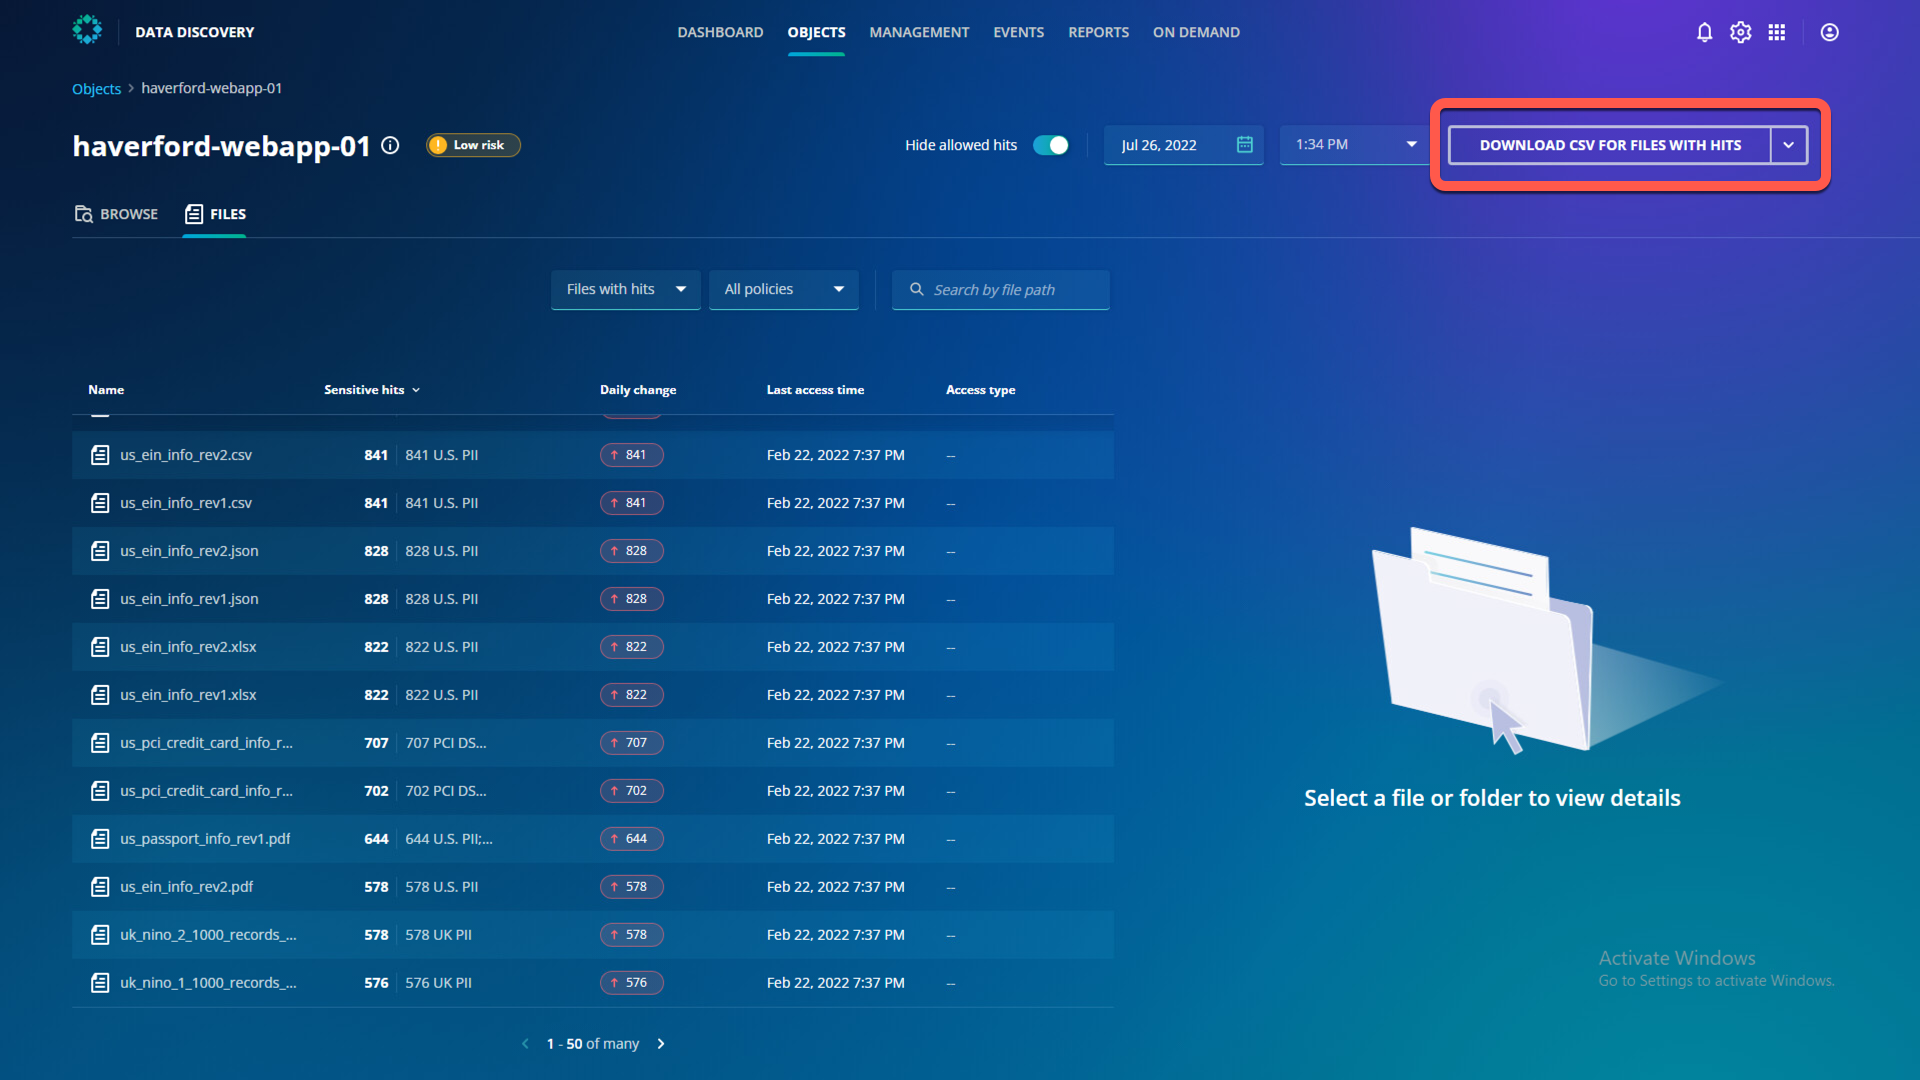 DATA DISCOVERY
DASHBOARD OBJECTS MANAGEMENT EVENTS REPORTS ON DEMAND
Objects > haverford-webapp-01
haverford-webapp-01 Low risk
Hide allowed hits Jul 26, 2022 1:34 PM DOWNLOAD CSV FOR FILES WITH HITS
BROWSE FILES
Files with hits All policies Search by file path
Name Sensitive hits Daily change Last access time Access type
us_ein_info_rev2.csv 841 841 U.S. PII ↑ 841 Feb 22, 2022 7:37 PM --
us_ein_info_rev1.csv 841 841 U.S. PII ↑ 841 Feb 22, 2022 7:37 PM --
us_ein_info_rev2.json 828 828 U.S. PII ↑ 828 Feb 22, 2022 7:37 PM --
us_ein_info_rev1.json 828 828 U.S. PII ↑ 828 Feb 22, 2022 7:37 PM --
us_ein_info_rev2.xlsx 822 822 U.S. PII ↑ 822 Feb 22, 2022 7:37 PM --
us_ein_info_rev1.xlsx 822 822 U.S. PII ↑ 822 Feb 22, 2022 7:37 PM --
us_pci_credit_card_info_r... 707 707 PCI DS... ↑ 707 Feb 22, 2022 7:37 PM --
us_pci_credit_card_info_r... 702 702 PCI DS... ↑ 702 Feb 22, 2022 7:37 PM --
us_passport_info_rev1.pdf 644 644 U.S. PII;... ↑ 644 Feb 22, 2022 7:37 PM --
us_ein_info_rev2.pdf 578 578 U.S. PII ↑ 578 Feb 22, 2022 7:37 PM --
uk_nino_2_1000_records_... 578 578 UK PII ↑ 578 Feb 22, 2022 7:37 PM --
uk_nino_1_1000_records_... 576 576 UK PII ↑ 576 Feb 22, 2022 7:37 PM --
1 - 50 of many
Select a file or folder to view details
Activate Windows
Go to Settings to activate Windows.